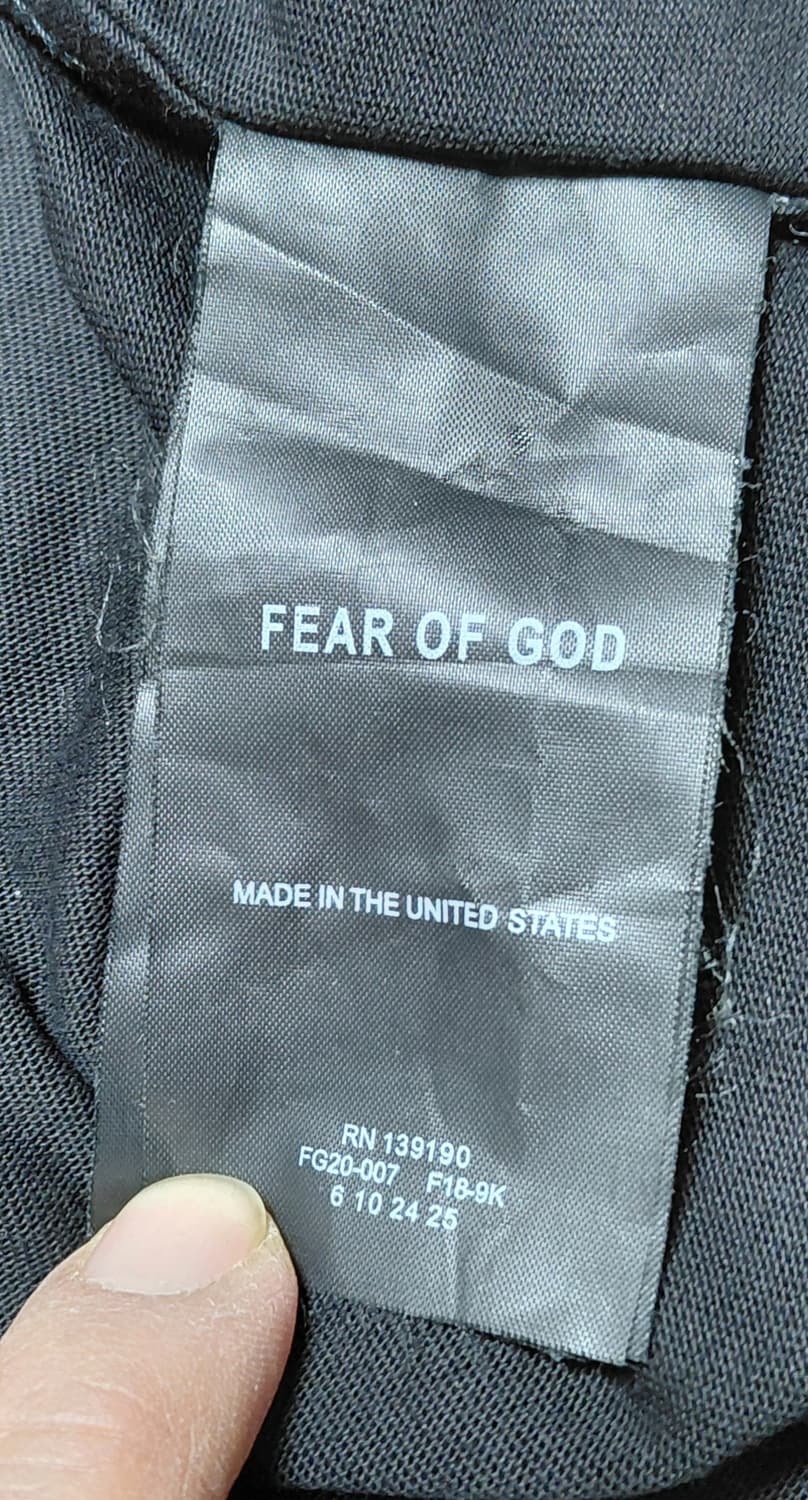 FEAR OF GOD
MADE IN THE UNITED STATES
RN 139190
FG20-007 F18-9K
6 10 24 25